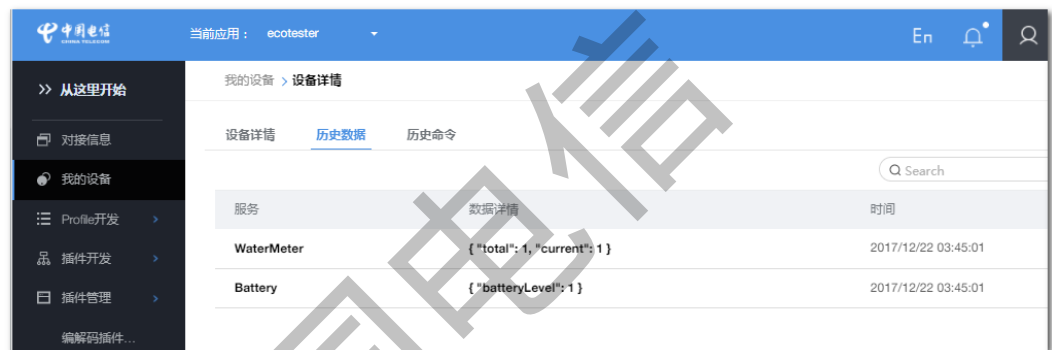 中国电信
CHINA TELECOM
当前应用： ecotester
En
从这里开始
我的设备 > 设备详情
对接信息
设备详情 历史数据 历史命令
我的设备
Search
Profile开发
服务 数据详情 时间
插件开发
WaterMeter { "total": 1, "current": 1 } 2017/12/22 03:45:01
插件管理
Battery { "batteryLevel": 1 } 2017/12/22 03:45:01
编解码插件...
国电信